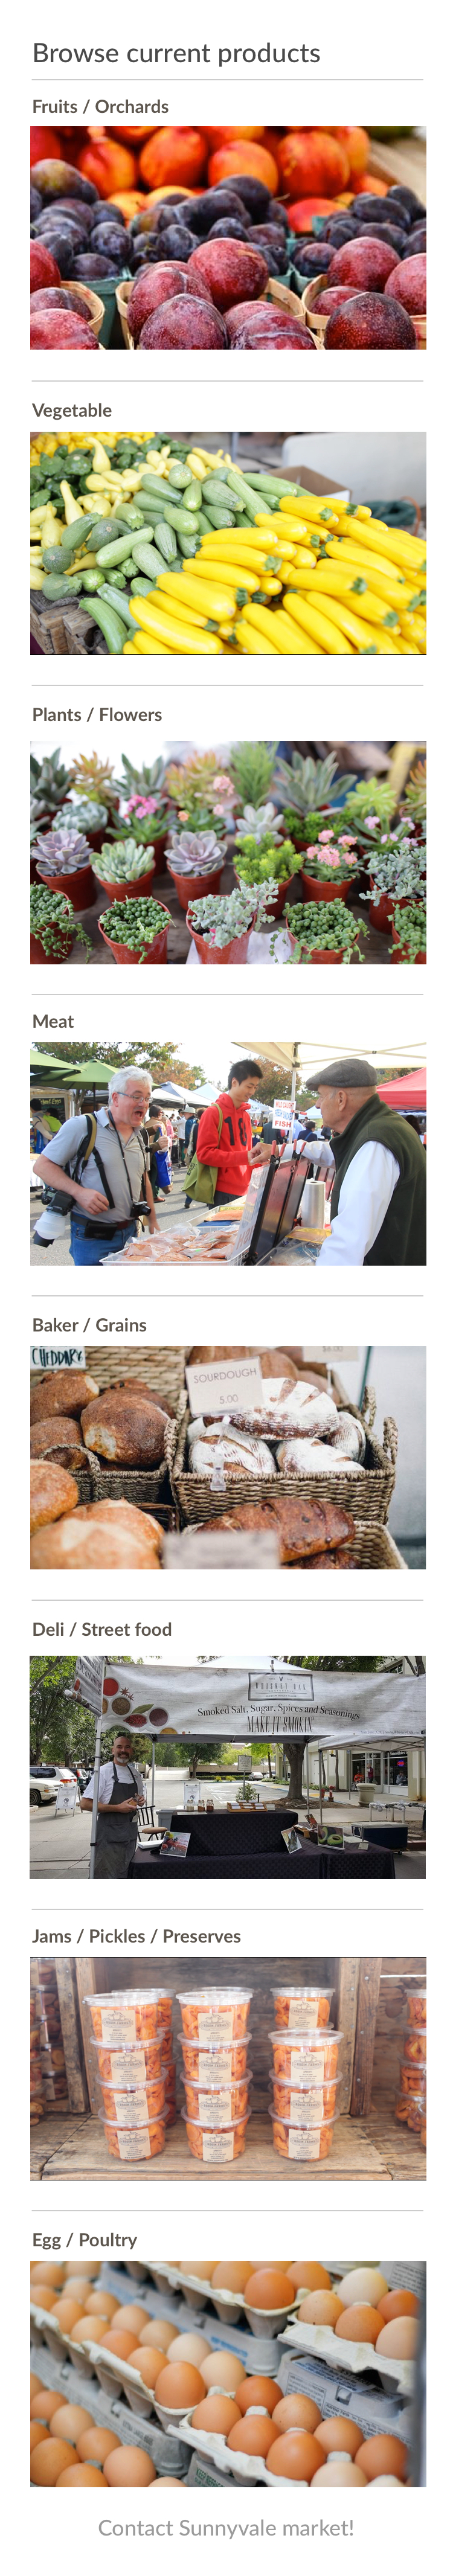 Browse current products
Fruits / Orchards
Vegetable
Plants / Flowers
Meat
FISH
Baker / Grains
CHEDDAR
SOURDOUGH
5.00
Deli / Street food
Smoked Salt, Sugar, Spices and Seasonings
MAKE IT SMOKIN'
Jams / Pickles / Preserves
Egg / Poultry
Contact Sunnyvale market!